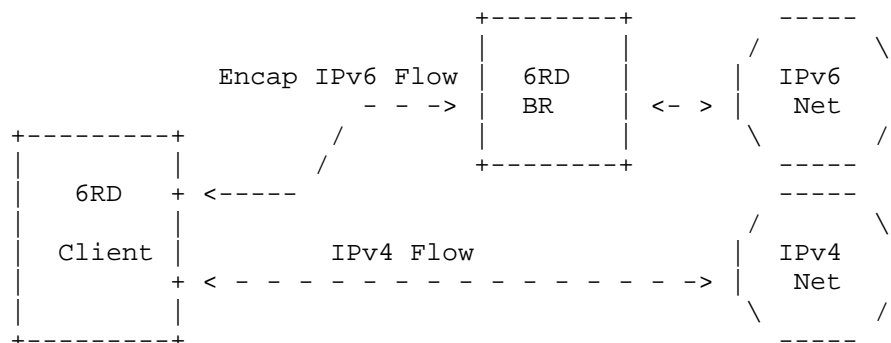 Encap IPv6 Flow
6RD
BR
IPv6
Net
6RD
Client
IPv4 Flow
IPv4
Net